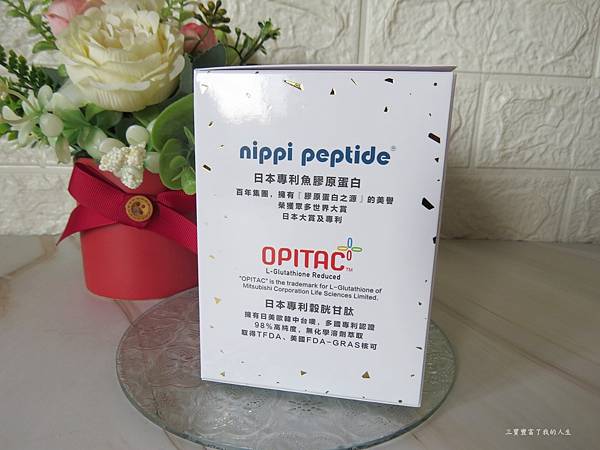 nippi peptide®
日本專利魚膠原蛋白
百年集團，擁有「膠原蛋白之源」的美譽
榮獲眾多世界大賞
日本大賞及專利
OPITAC™
L-Glutathione Reduced
"OPITAC" is the trademark for L-Glutathione of
Mitsubishi Corporation Life Sciences Limited.
日本專利穀胱甘肽
擁有日美歐韓中台噢，多國專利認證
98%高純度，無化學溶劑萃取
取得TFDA、美國FDA-GRAS核可
三寶豐富了我的人生